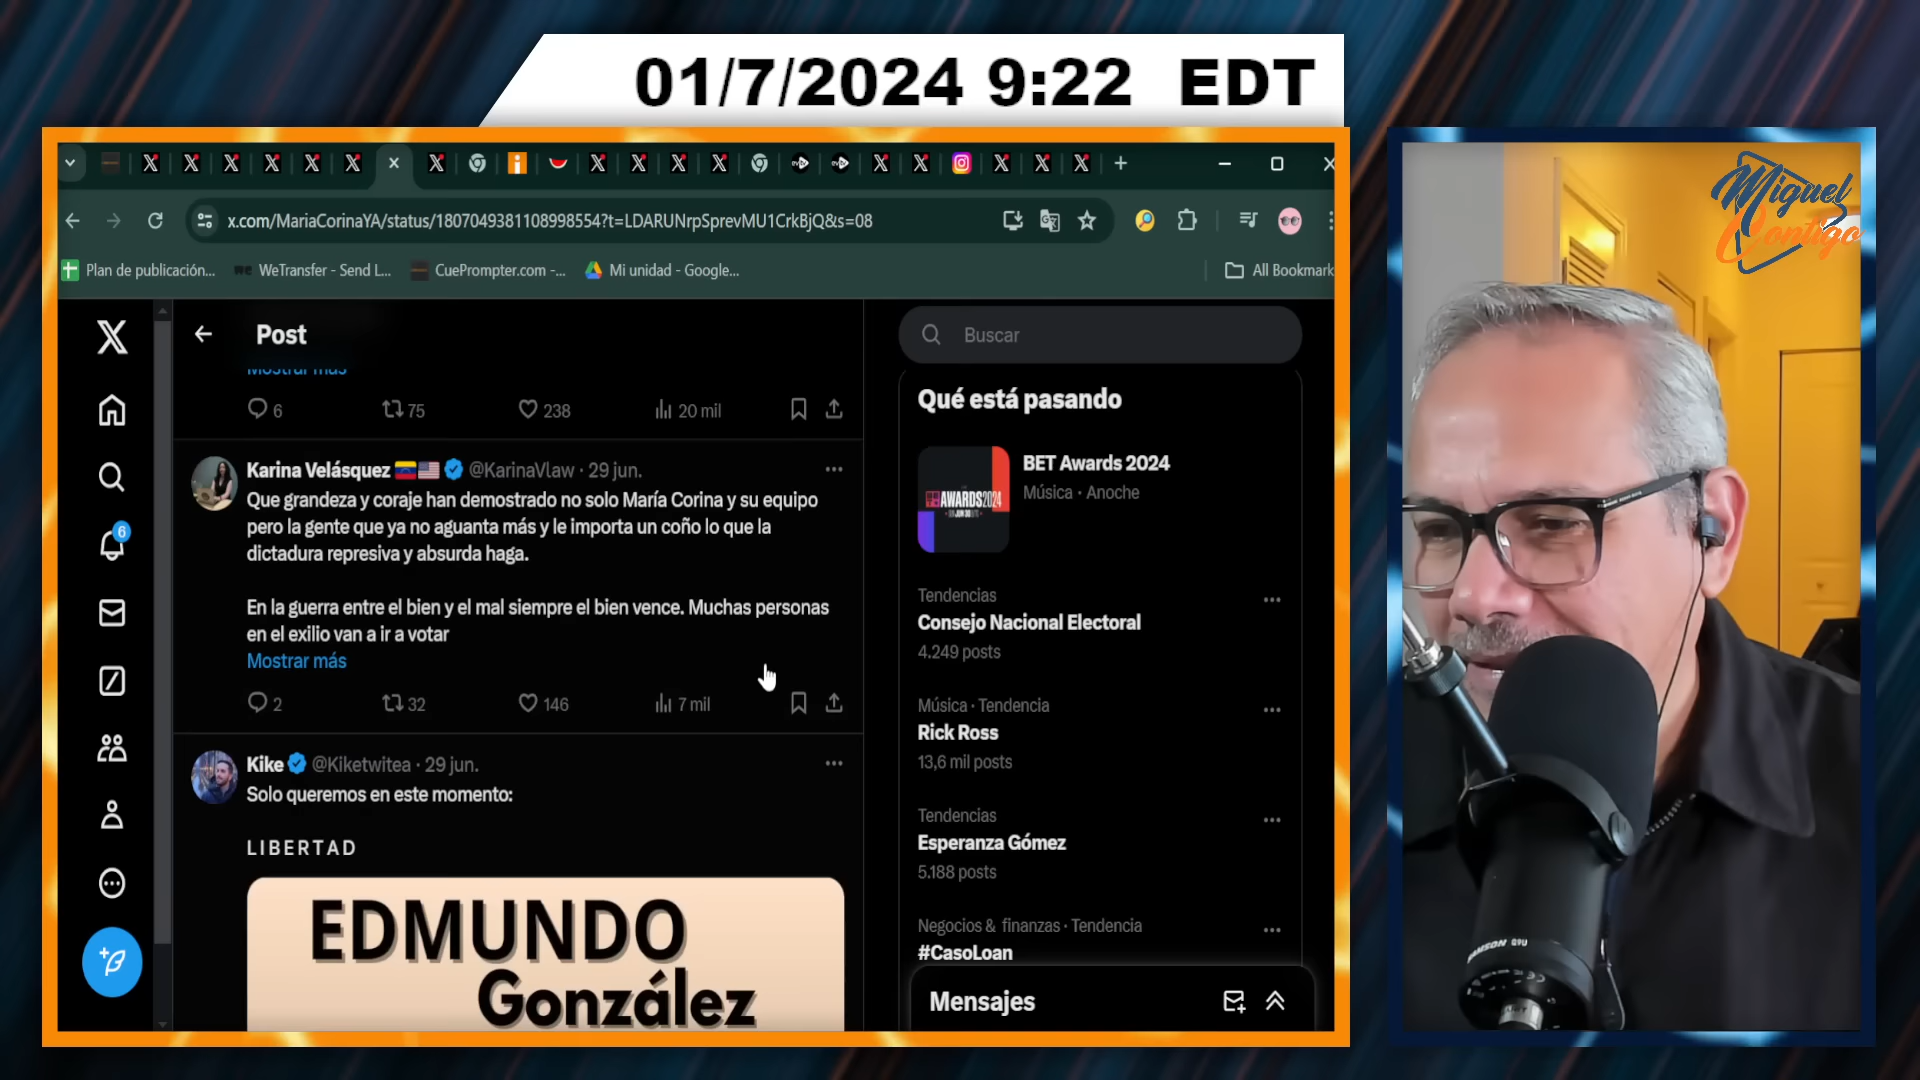 01/7/2024 9:22 EDT
x.com/MariaCorinaYA/status/1807049381108998554?t=LDARUNrpSprevMU1CrkBjQ&s=08
Plan de publicación...
WeTransfer - Send L...
CuePrompter.com -...
Mi unidad - Google...
All Bookmark
Miguel
Contigo
Post
Mostrar más
6
75
238
20 mil
Karina Velásquez @KarinaVlaw · 29 jun.
Que grandeza y coraje han demostrado no solo María Corina y su equipo
pero la gente que ya no aguanta más y le importa un coño lo que la
dictadura represiva y absurda haga.
En la guerra entre el bien y el mal siempre el bien vence. Muchas personas
en el exilio van a ir a votar
Mostrar más
2
32
146
7 mil
Kike @Kiketwitea · 29 jun.
Solo queremos en este momento:
LIBERTAD
EDMUNDO
González
6
Buscar
Qué está pasando
AWARDS2024
BET Awards 2024
Música · Anoche
Tendencias
Consejo Nacional Electoral
4.249 posts
Música · Tendencia
Rick Ross
13,6 mil posts
Tendencias
Esperanza Gómez
5.188 posts
Negocios & finanzas · Tendencia
#CasoLoan
Mensajes
SAMSON Q9U